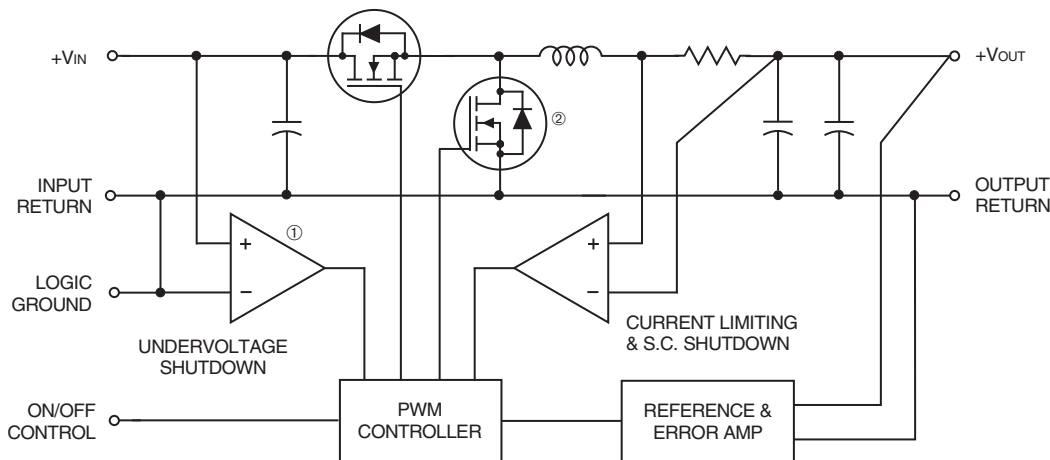 +VIN
+VOUT
②
INPUT
RETURN
OUTPUT
RETURN
①
+
−
+
−
LOGIC
GROUND
UNDERVOLTAGE
SHUTDOWN
CURRENT LIMITING
& S.C. SHUTDOWN
ON/OFF
CONTROL
PWM
CONTROLLER
REFERENCE &
ERROR AMP